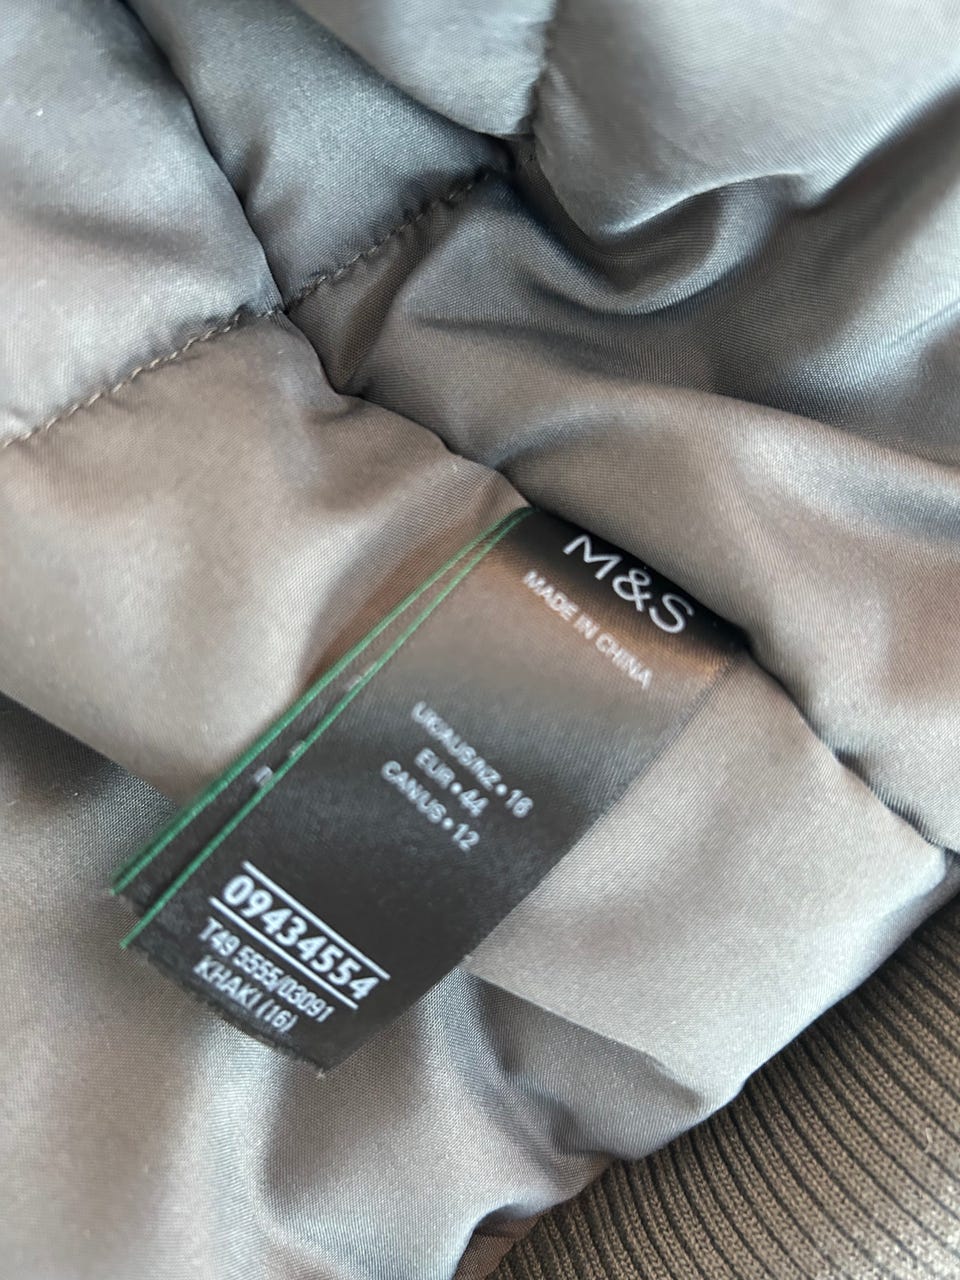 M&S
MADE IN CHINA
UK/AUS/NZ • 16
EUR • 44
CAN/US • 12
09434554
T49 5555/03091
KHAKI (16)